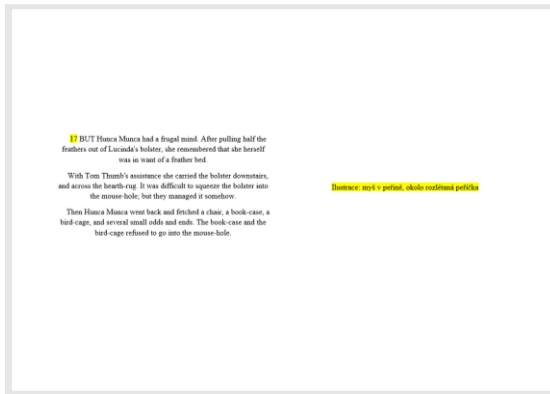 17 BUT Hunca Munca had a frugal mind. After pulling half the
feathers out of Lucinda's bolster, she remembered that she herself
was in want of a feather bed.
With Tom Thumb's assistance she carried the bolster downstairs,
and across the hearth-rug. It was difficult to squeeze the bolster into
the mouse-hole; but they managed it somehow.
Then Hunca Munca went back and fetched a chair, a book-case, a
bird-cage, and several small odds and ends. The book-case and the
bird-cage refused to go into the mouse-hole.
Ilustrace: myš v peřině, okolo rozlétaná peříčka